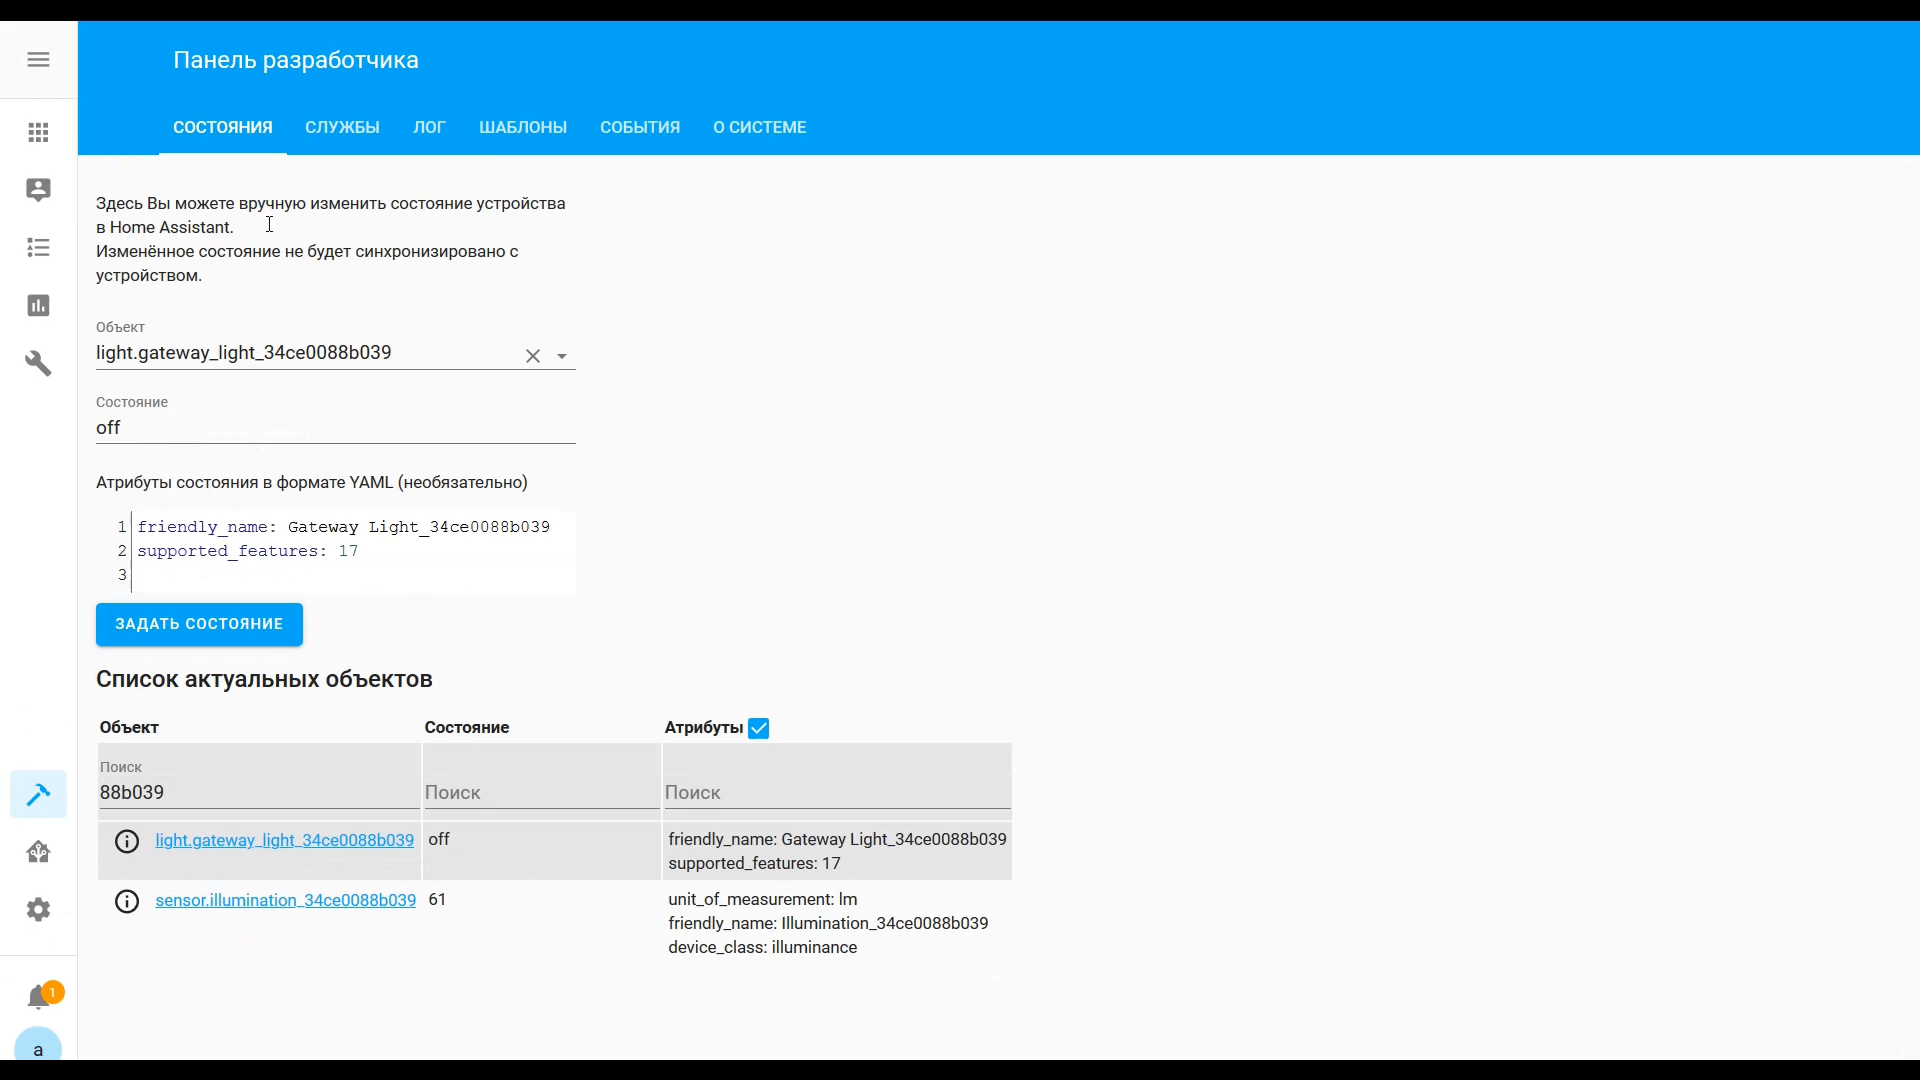 Панель разработчика
СОСТОЯНИЯ СЛУЖБЫ ЛОГ ШАБЛОНЫ СОБЫТИЯ О СИСТЕМЕ
Здесь Вы можете вручную изменить состояние устройства
в Home Assistant.
Изменённое состояние не будет синхронизировано с
устройством.
Объект
light.gateway_light_34ce0088b039
Состояние
off
Атрибуты состояния в формате YAML (необязательно)
1 friendly_name: Gateway Light_34ce0088b039
2 supported_features: 17
3
ЗАДАТЬ СОСТОЯНИЕ
Список актуальных объектов
Объект Состояние Атрибуты
Поиск
88b039 Поиск Поиск
light.gateway_light_34ce0088b039 off friendly_name: Gateway Light_34ce0088b039
supported_features: 17
sensor.illumination_34ce0088b039 61 unit_of_measurement: lm
friendly_name: Illumination_34ce0088b039
device_class: illuminance
1
a